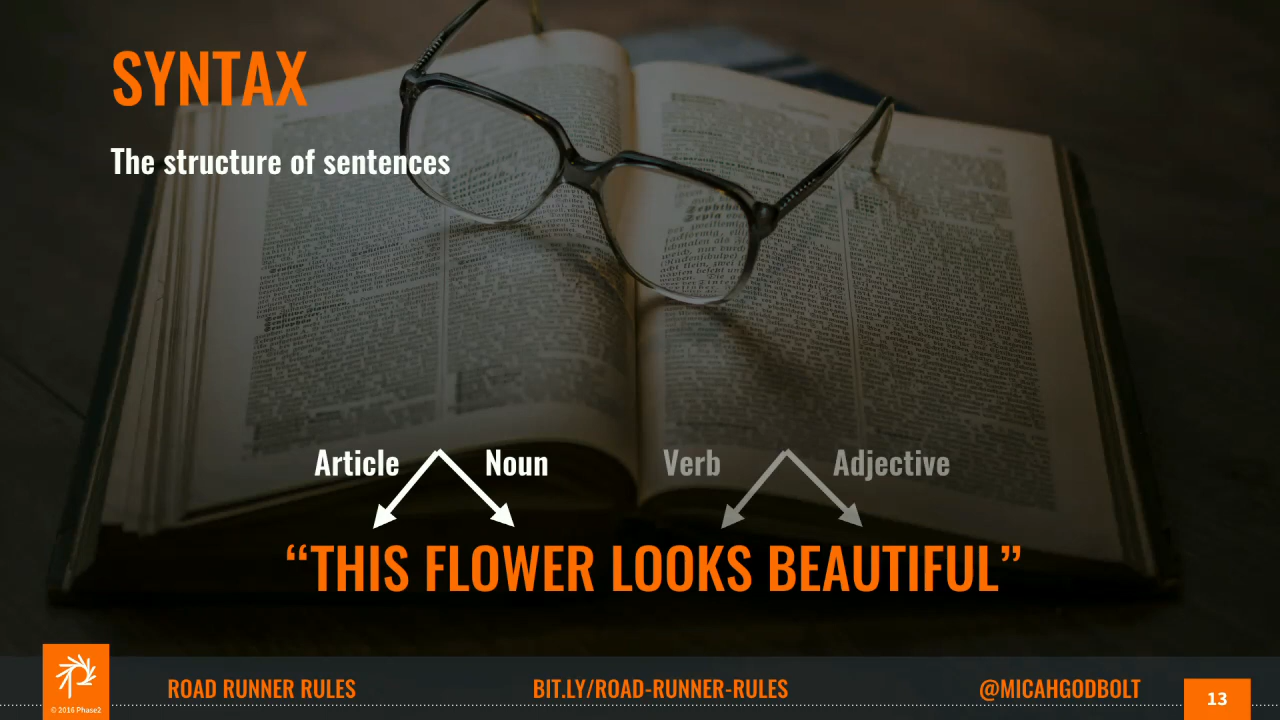 SYNTAX
The structure of sentences
Article Noun Verb Adjective
“THIS FLOWER LOOKS BEAUTIFUL”
ROAD RUNNER RULES BIT.LY/ROAD-RUNNER-RULES @MICAHGODBOLT 13
© 2016 Phase2